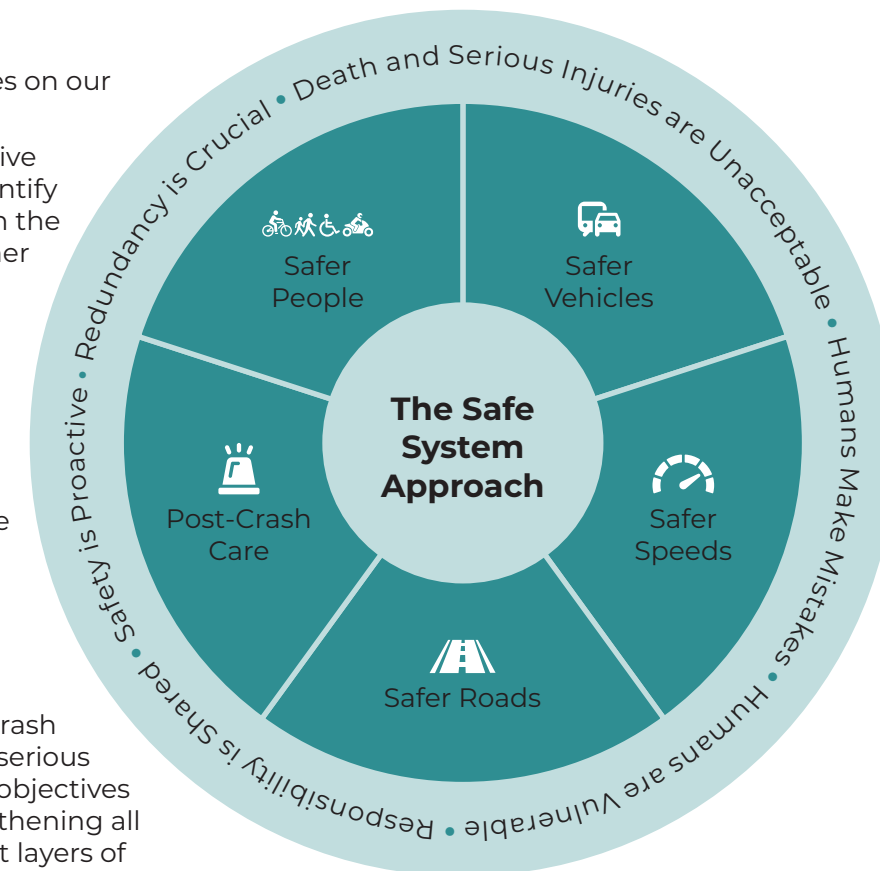 es on our
ive
ntify
n the
her
e
rash
serious
objectives
thening all
t layers of
Death and Serious Injuries are Unacceptable • Humans Make Mistakes • Humans are Vulnerable • Responsibility is Shared • Safety is Proactive • Redundancy is Crucial •
Safer
People
Safer
Vehicles
The Safe
System
Approach
Post-Crash
Care
Safer
Speeds
Safer Roads